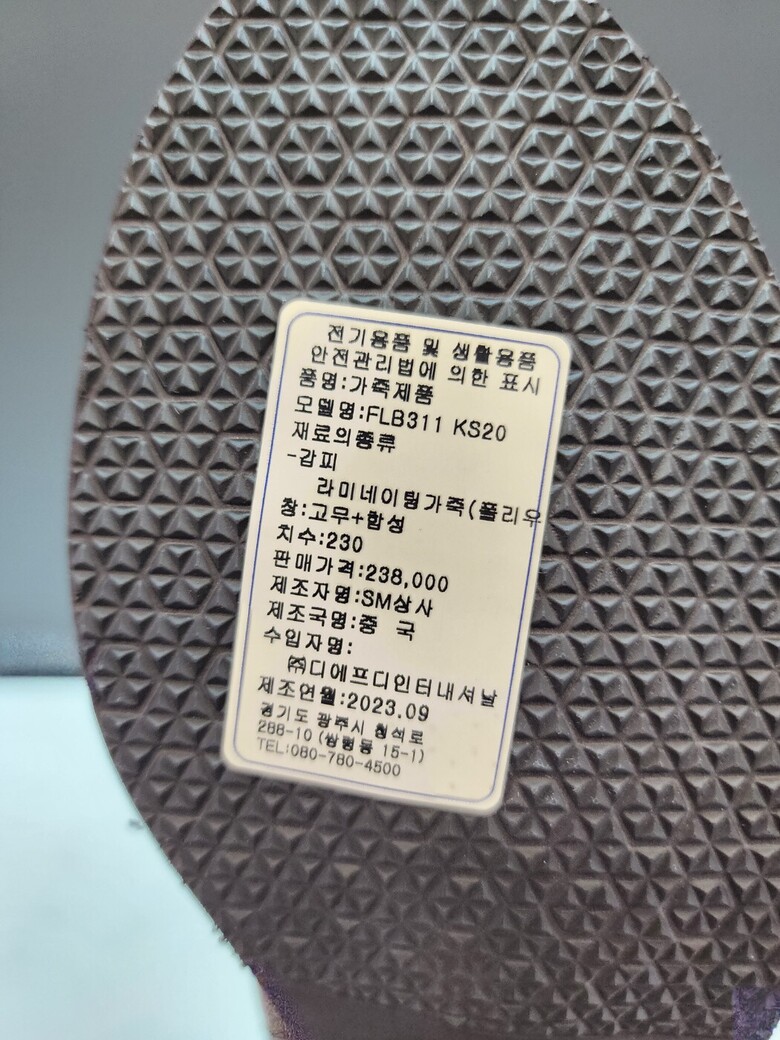 전기용품 및 생활용품
안전관리법에 의한 표시
품명:가죽제품
모델명:FLB311 KS20
재료의종류
-갑피
라미네이팅가죽(폴리우
창:고무+합성
치수:230
판매가격:238,000
제조자명:SM상사
제조국명:중 국
수입자명:
㈜디에프디인터내셔날
제조연월:2023.09
경기도 광주시 청석로
288-10 (쌍령동 15-1)
TEL:080-780-4500